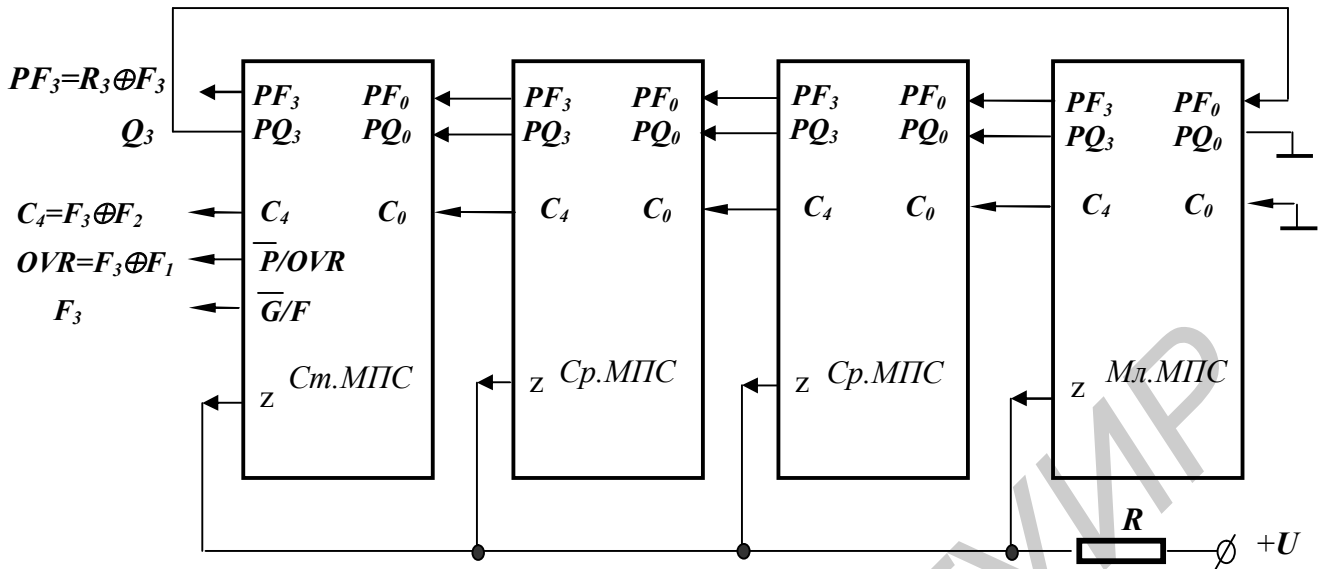 PF₃=R₃⊕F₃
Q₃
C₄=F₃⊕F₂
OVR=F₃⊕F₁
F₃
PF₃ PF₀
PQ₃ PQ₀
C₄ C₀
P̅/OVR
G̅/F
Ст.МПС
z
PF₃ PF₀
PQ₃ PQ₀
C₄ C₀
Ср.МПС
z
PF₃ PF₀
PQ₃ PQ₀
C₄ C₀
Ср.МПС
z
PF₃ PF₀
PQ₃ PQ₀
C₄ C₀
Мл.МПС
z
R
+U